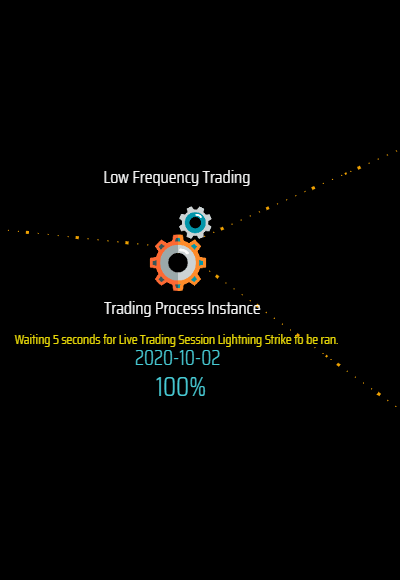 Low Frequency Trading
Trading Process Instance
Waiting 5 seconds for Live Trading Session Lightning Strike to be ran.
2020-10-02
100%